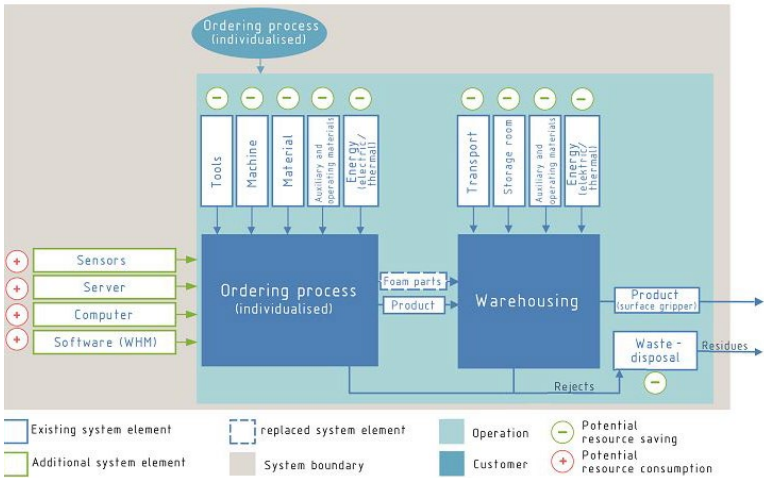 Ordering process
(individualised)
Tools
Machine
Material
Auxiliary and
operating materials
Energy
(electric/
thermal)
Transport
Storage room
Auxiliary and
operating materials
Energy
(elektric/
thermal)
Sensors
Server
Computer
Software (WHM)
Ordering process
(individualised)
Foam parts
Product
Warehousing
Product
(surface gripper)
Waste-
disposal
Residues
Rejects
Existing system element
Additional system element
replaced system element
System boundary
Operation
Customer
Potential
resource saving
Potential
resource consumption